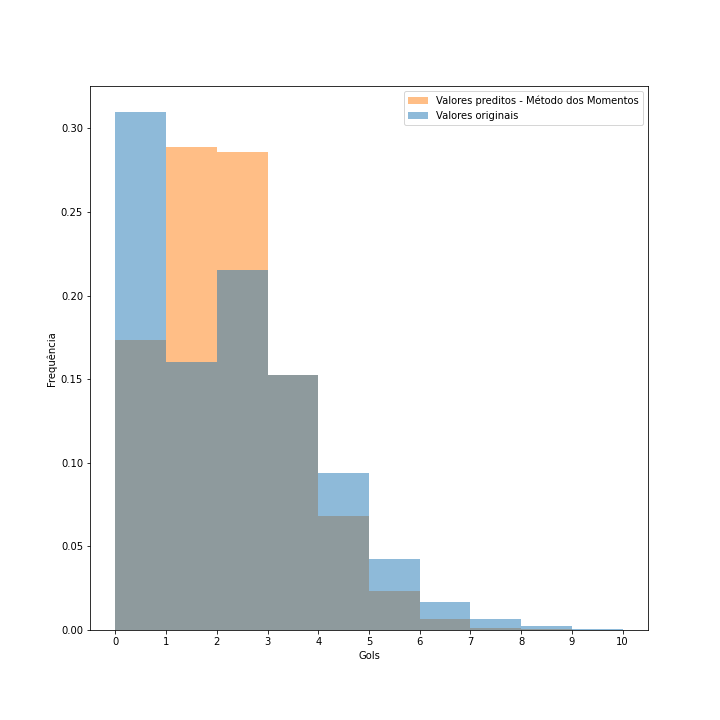 Valores preditos - Método dos Momentos
Valores originais
0.30
0.25
0.20
0.15
0.10
0.05
0.00
Frequência
0 1 2 3 4 5 6 7 8 9 10
Gols